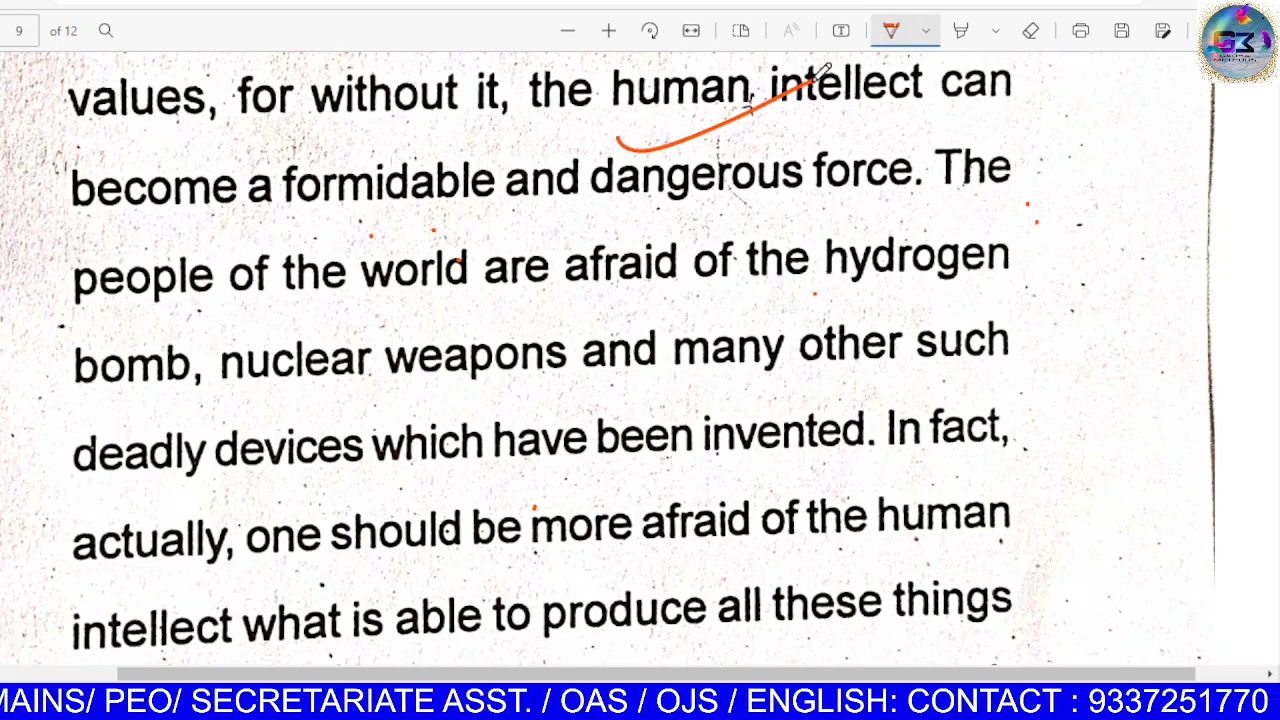 9 of 12
values, for without it, the human intellect can
become a formidable and dangerous force. The
people of the world are afraid of the hydrogen
bomb, nuclear weapons and many other such
deadly devices which have been invented. In fact,
actually, one should be more afraid of the human
intellect what is able to produce all these things
MAINS/ PEO/ SECRETARIATE ASST. / OAS / OJS / ENGLISH: CONTACT : 9337251770